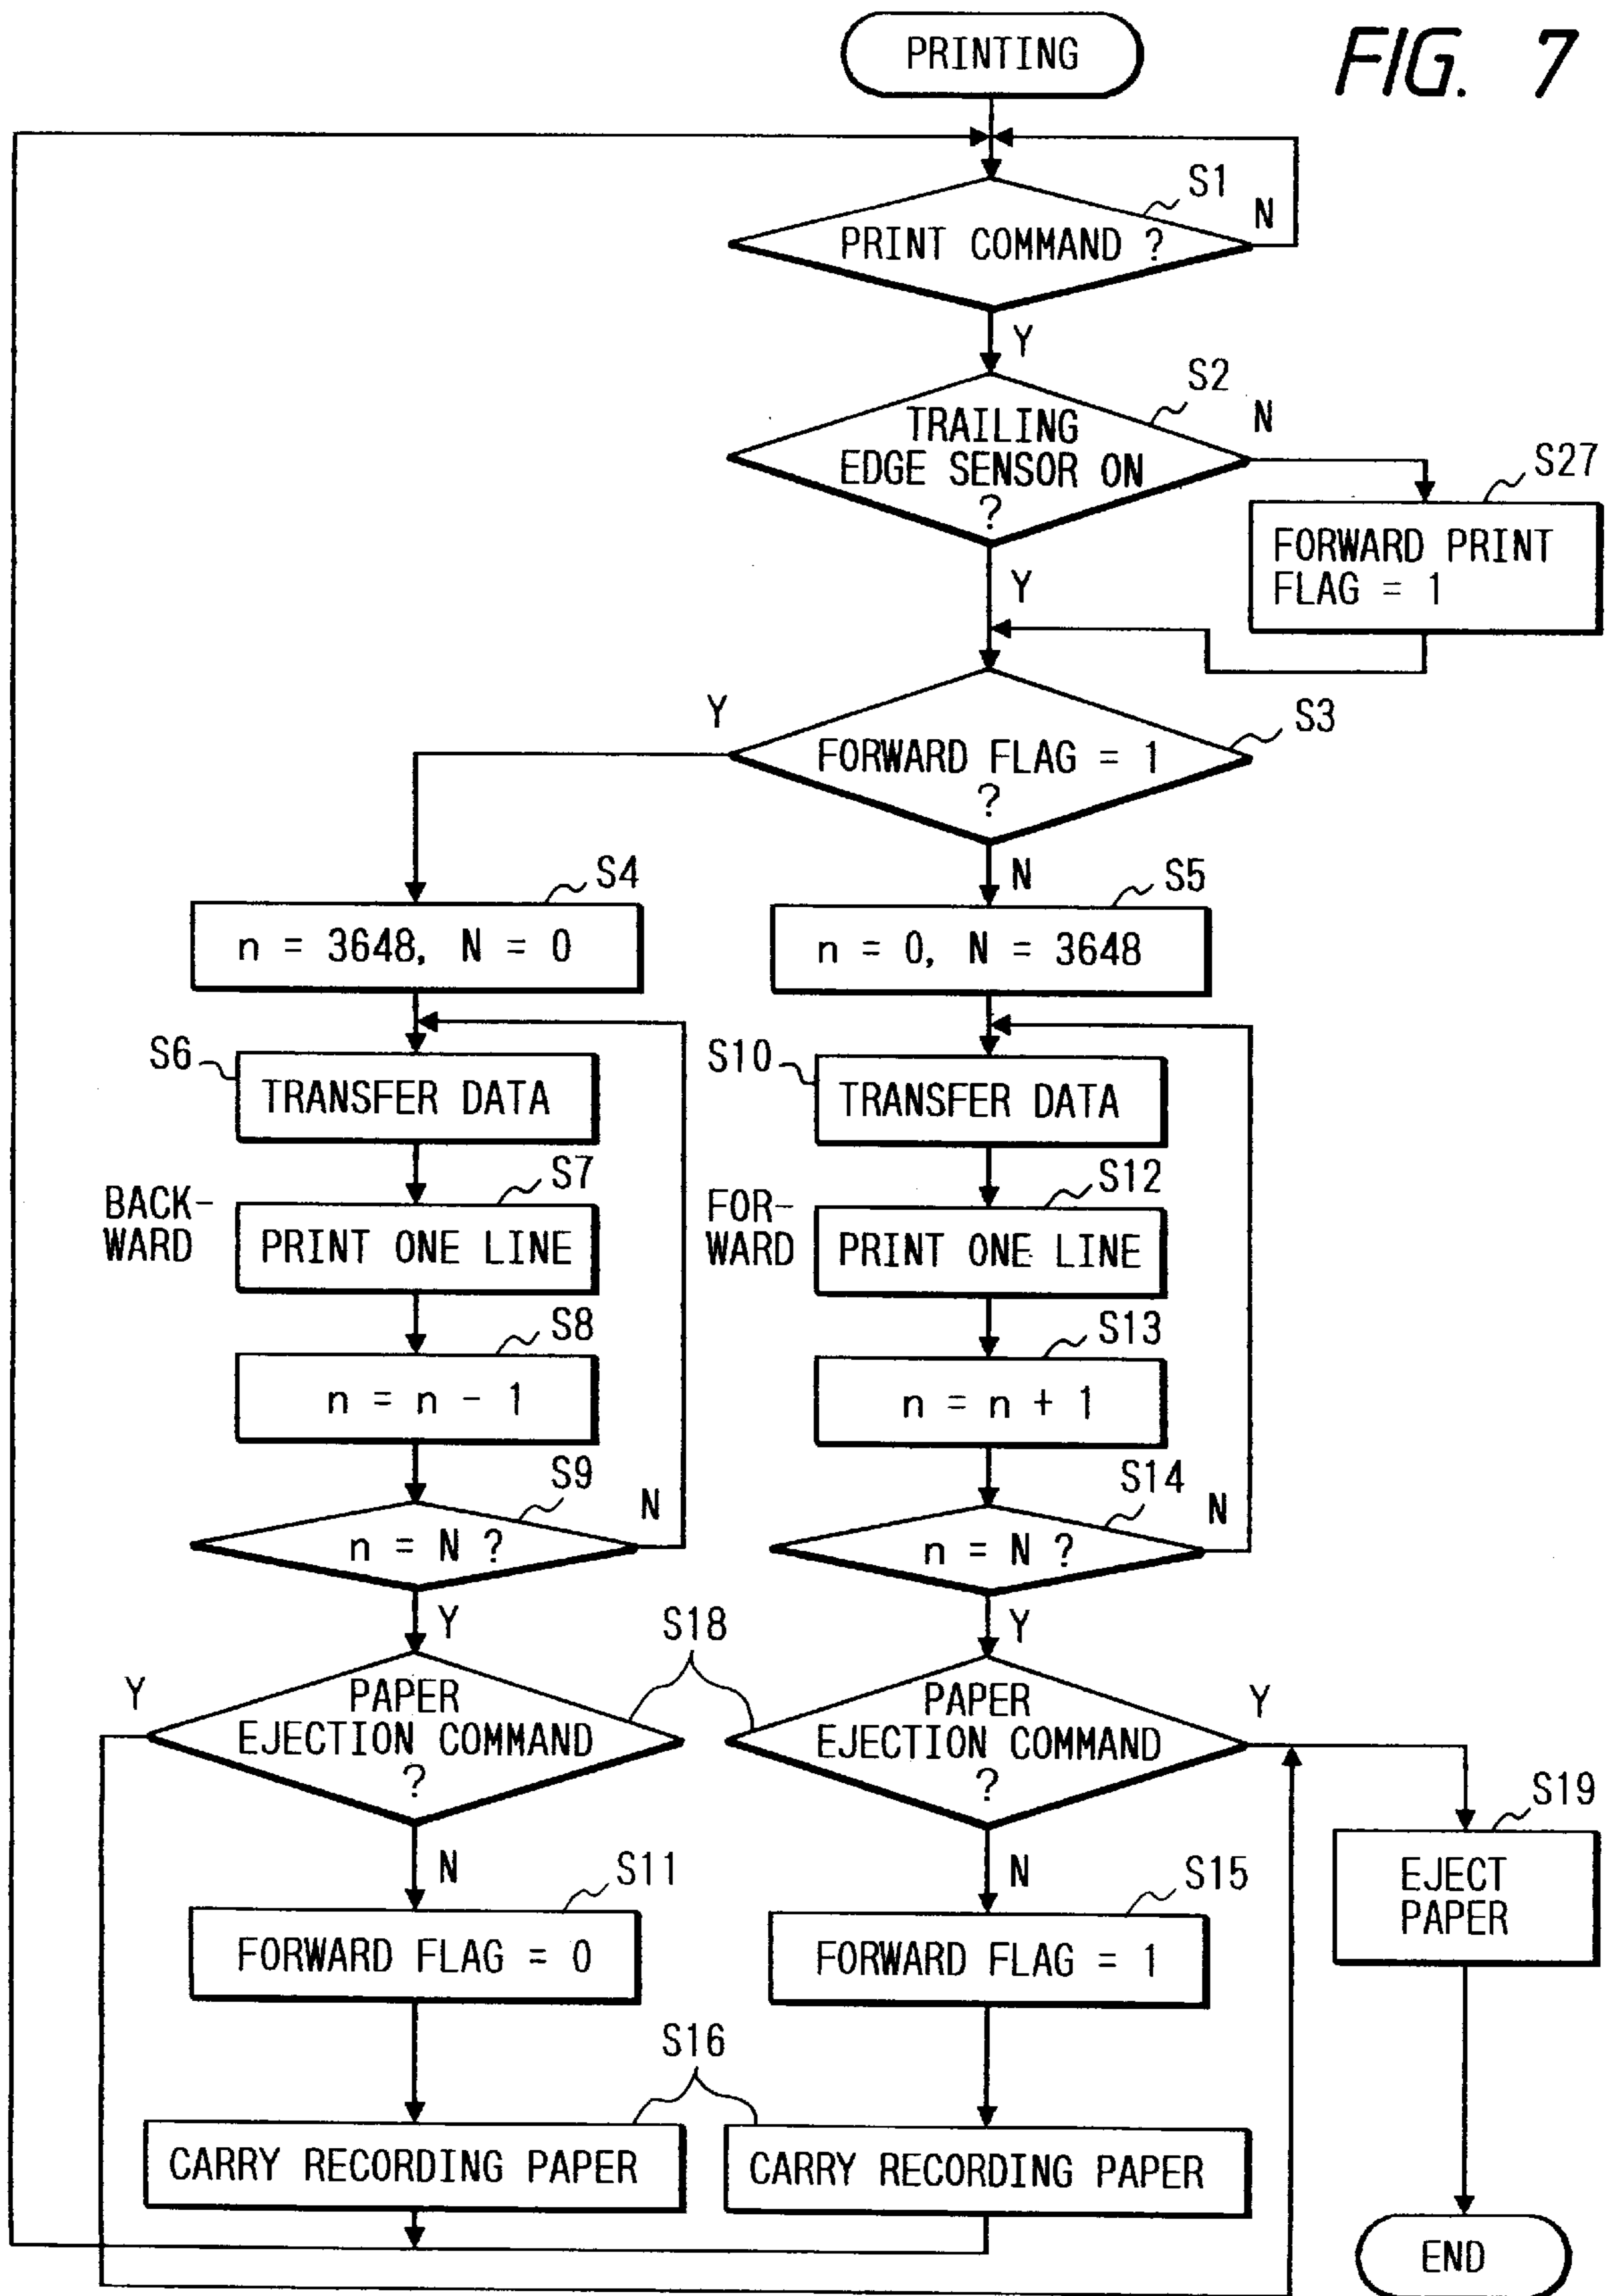 FIG. 7
PRINTING
S1
PRINT COMMAND ?
N
Y
S2
TRAILING
EDGE SENSOR ON
?
N
S27
FORWARD PRINT
FLAG = 1
Y
S3
FORWARD FLAG = 1
?
Y
N
S4
n = 3648, N = 0
S5
n = 0, N = 3648
S6
TRANSFER DATA
S10
TRANSFER DATA
BACK-
WARD
S7
PRINT ONE LINE
FOR-
WARD
S12
PRINT ONE LINE
S8
n = n - 1
S13
n = n + 1
S9
n = N ?
N
S14
n = N ?
N
Y
Y
S18
Y
PAPER
EJECTION COMMAND
?
PAPER
EJECTION COMMAND
?
Y
S19
EJECT
PAPER
N
N
S11
FORWARD FLAG = 0
S15
FORWARD FLAG = 1
S16
CARRY RECORDING PAPER
CARRY RECORDING PAPER
END